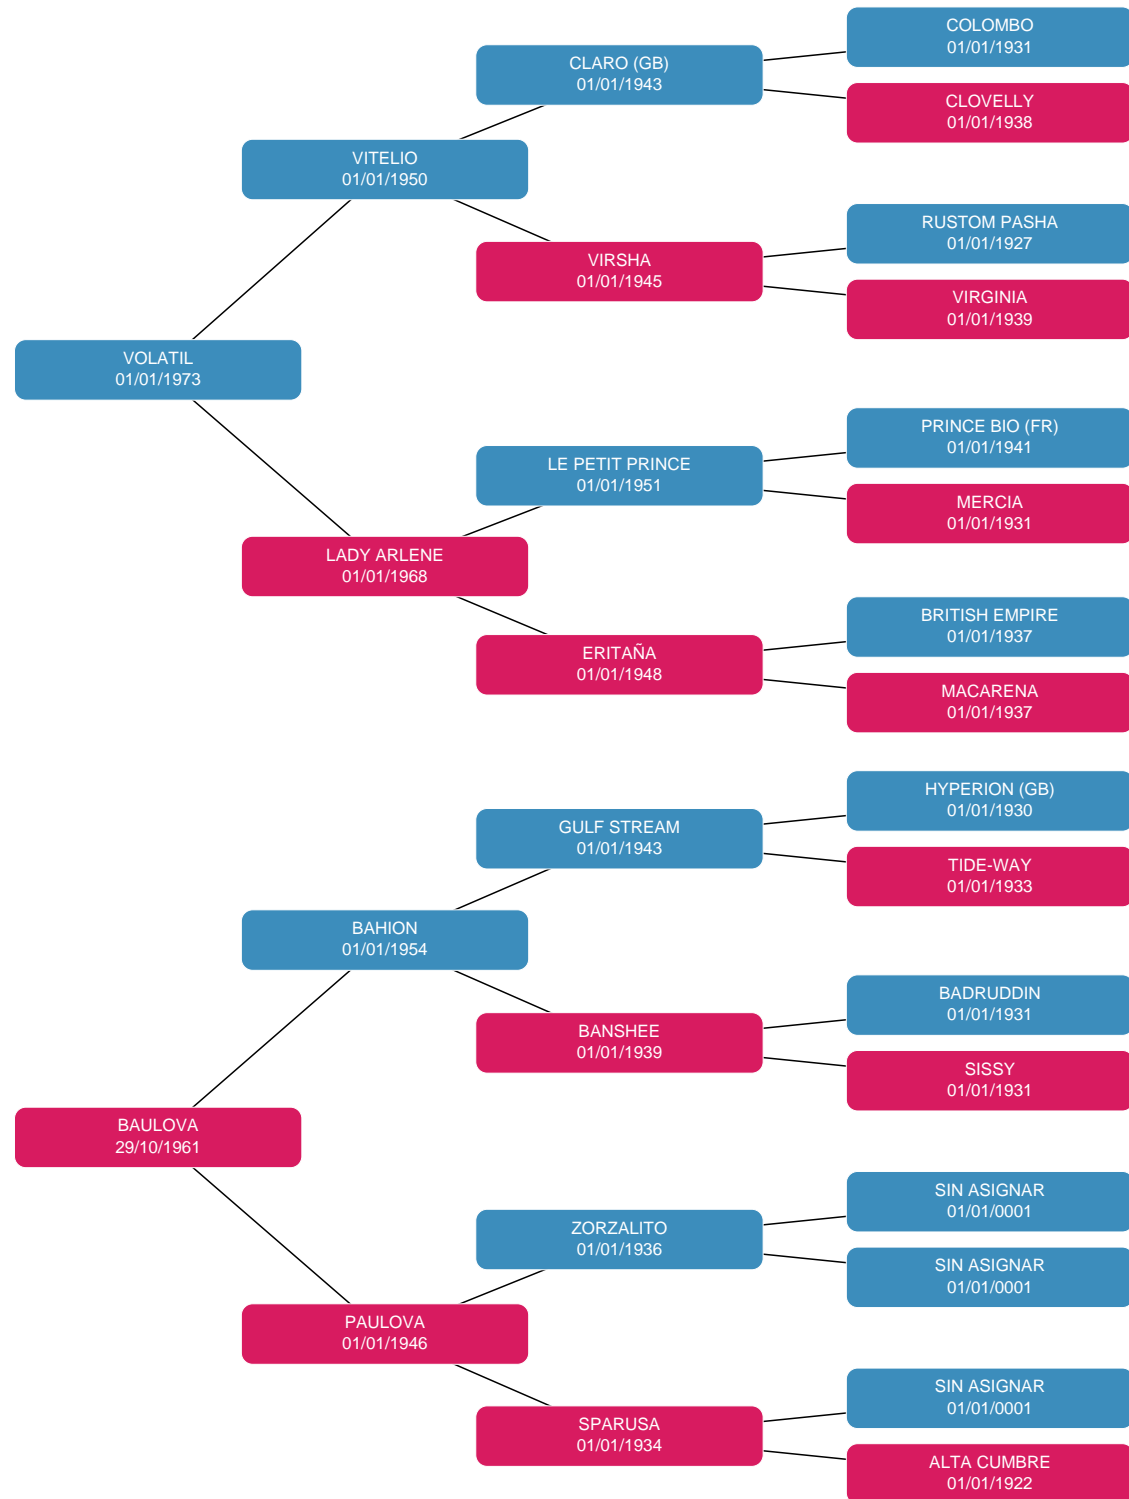 COLOMBO
01/01/1931
CLARO (GB)
01/01/1943
CLOVELLY
01/01/1938
VITELIO
01/01/1950
RUSTOM PASHA
01/01/1927
VIRSHA
01/01/1945
VIRGINIA
01/01/1939
VOLATIL
01/01/1973
PRINCE BIO (FR)
01/01/1941
LE PETIT PRINCE
01/01/1951
MERCIA
01/01/1931
LADY ARLENE
01/01/1968
BRITISH EMPIRE
01/01/1937
ERITAÑA
01/01/1948
MACARENA
01/01/1937
HYPERION (GB)
01/01/1930
GULF STREAM
01/01/1943
TIDE-WAY
01/01/1933
BAHION
01/01/1954
BADRUDDIN
01/01/1931
BANSHEE
01/01/1939
SISSY
01/01/1931
BAULOVA
29/10/1961
SIN ASIGNAR
01/01/0001
ZORZALITO
01/01/1936
SIN ASIGNAR
01/01/0001
PAULOVA
01/01/1946
SIN ASIGNAR
01/01/0001
SPARUSA
01/01/1934
ALTA CUMBRE
01/01/1922